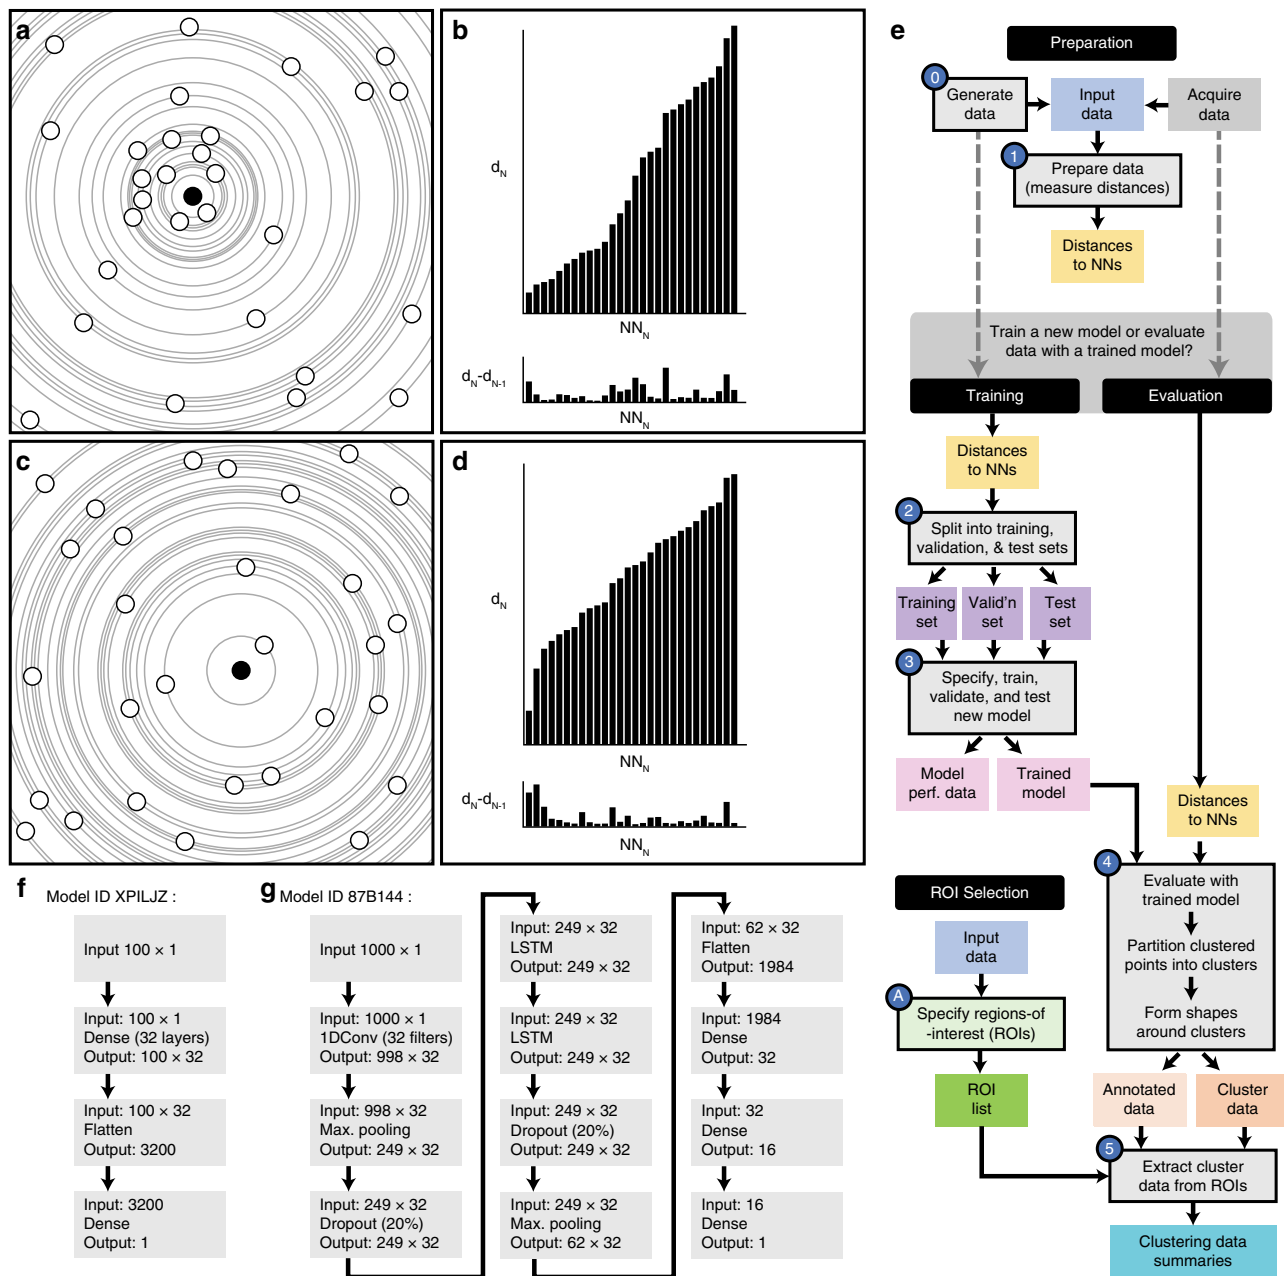 a
b
d_N
NN_N
d_N-d_N-1
NN_N
c
d
d_N
NN_N
d_N-d_N-1
NN_N
e
Preparation
0
Generate
data
Input
data
Acquire
data
1
Prepare data
(measure distances)
Distances
to NNs
Train a new model or evaluate
data with a trained model?
Training
Evaluation
Distances
to NNs
2
Split into training,
validation, & test sets
Training
set
Valid'n
set
Test
set
3
Specify, train,
validate, and test
new model
Model
perf. data
Trained
model
Distances
to NNs
4
Evaluate with
trained model
Partition clustered
points into clusters
Form shapes
around clusters
ROI Selection
Input
data
A
Specify regions-of
-interest (ROIs)
ROI
list
Annotated
data
Cluster
data
5
Extract cluster
data from ROIs
Clustering data
summaries
f
Model ID XPILJZ :
Input 100 × 1
Input: 100 × 1
Dense (32 layers)
Output: 100 × 32
Input: 100 × 32
Flatten
Output: 3200
Input: 3200
Dense
Output: 1
g
Model ID 87B144 :
Input 1000 × 1
Input: 1000 × 1
1DConv (32 filters)
Output: 998 × 32
Input: 998 × 32
Max. pooling
Output: 249 × 32
Input: 249 × 32
Dropout (20%)
Output: 249 × 32
Input: 249 × 32
LSTM
Output: 249 × 32
Input: 249 × 32
LSTM
Output: 249 × 32
Input: 249 × 32
Dropout (20%)
Output: 249 × 32
Input: 249 × 32
Max. pooling
Output: 62 × 32
Input: 62 × 32
Flatten
Output: 1984
Input: 1984
Dense
Output: 32
Input: 32
Dense
Output: 16
Input: 16
Dense
Output: 1